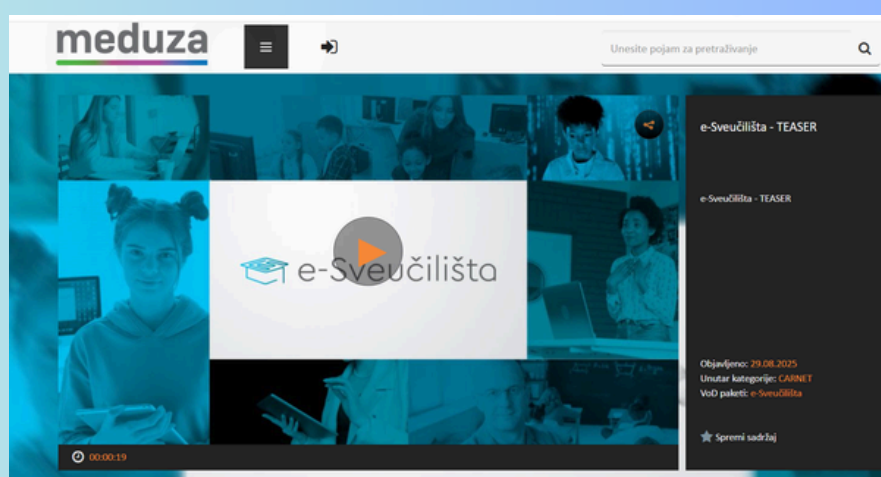 meduza
Unesite pojam za pretraživanje
e-Sveučilišta - TEASER
e-Sveučilišta
e-Sveučilišta - TEASER
Objavljeno: 29.08.2025
Unutar kategorije: CARNET
VoD paketi: e-Sveučilišta
Spremi sadržaj
00:00:19